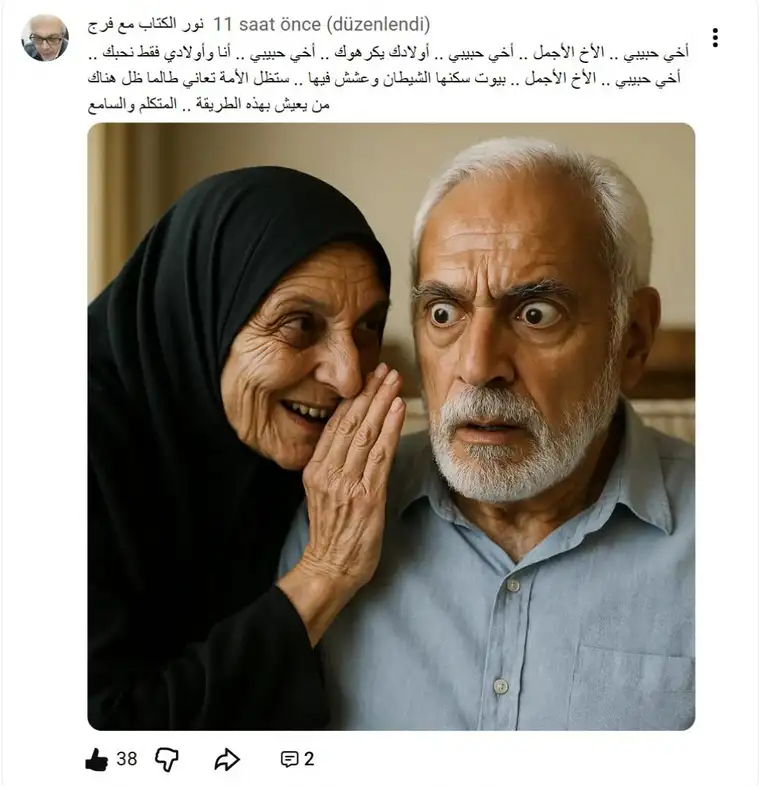 نور الكتاب مع فرج 11 saat önce (düzenlendi)
أخي حبيبي .. الأخ الأجمل .. أخي حبيبي .. أولادك يكرهوك .. أخي حبيبي .. أنا وأولادي فقط نحبك ..
أخي حبيبي .. الأخ الأجمل .. بيوت سكنها الشيطان وعشش فيها .. ستظل الأمة تعاني طالما ظل هناك
من يعيش بهذه الطريقة .. المتكلم والسامع
38 2